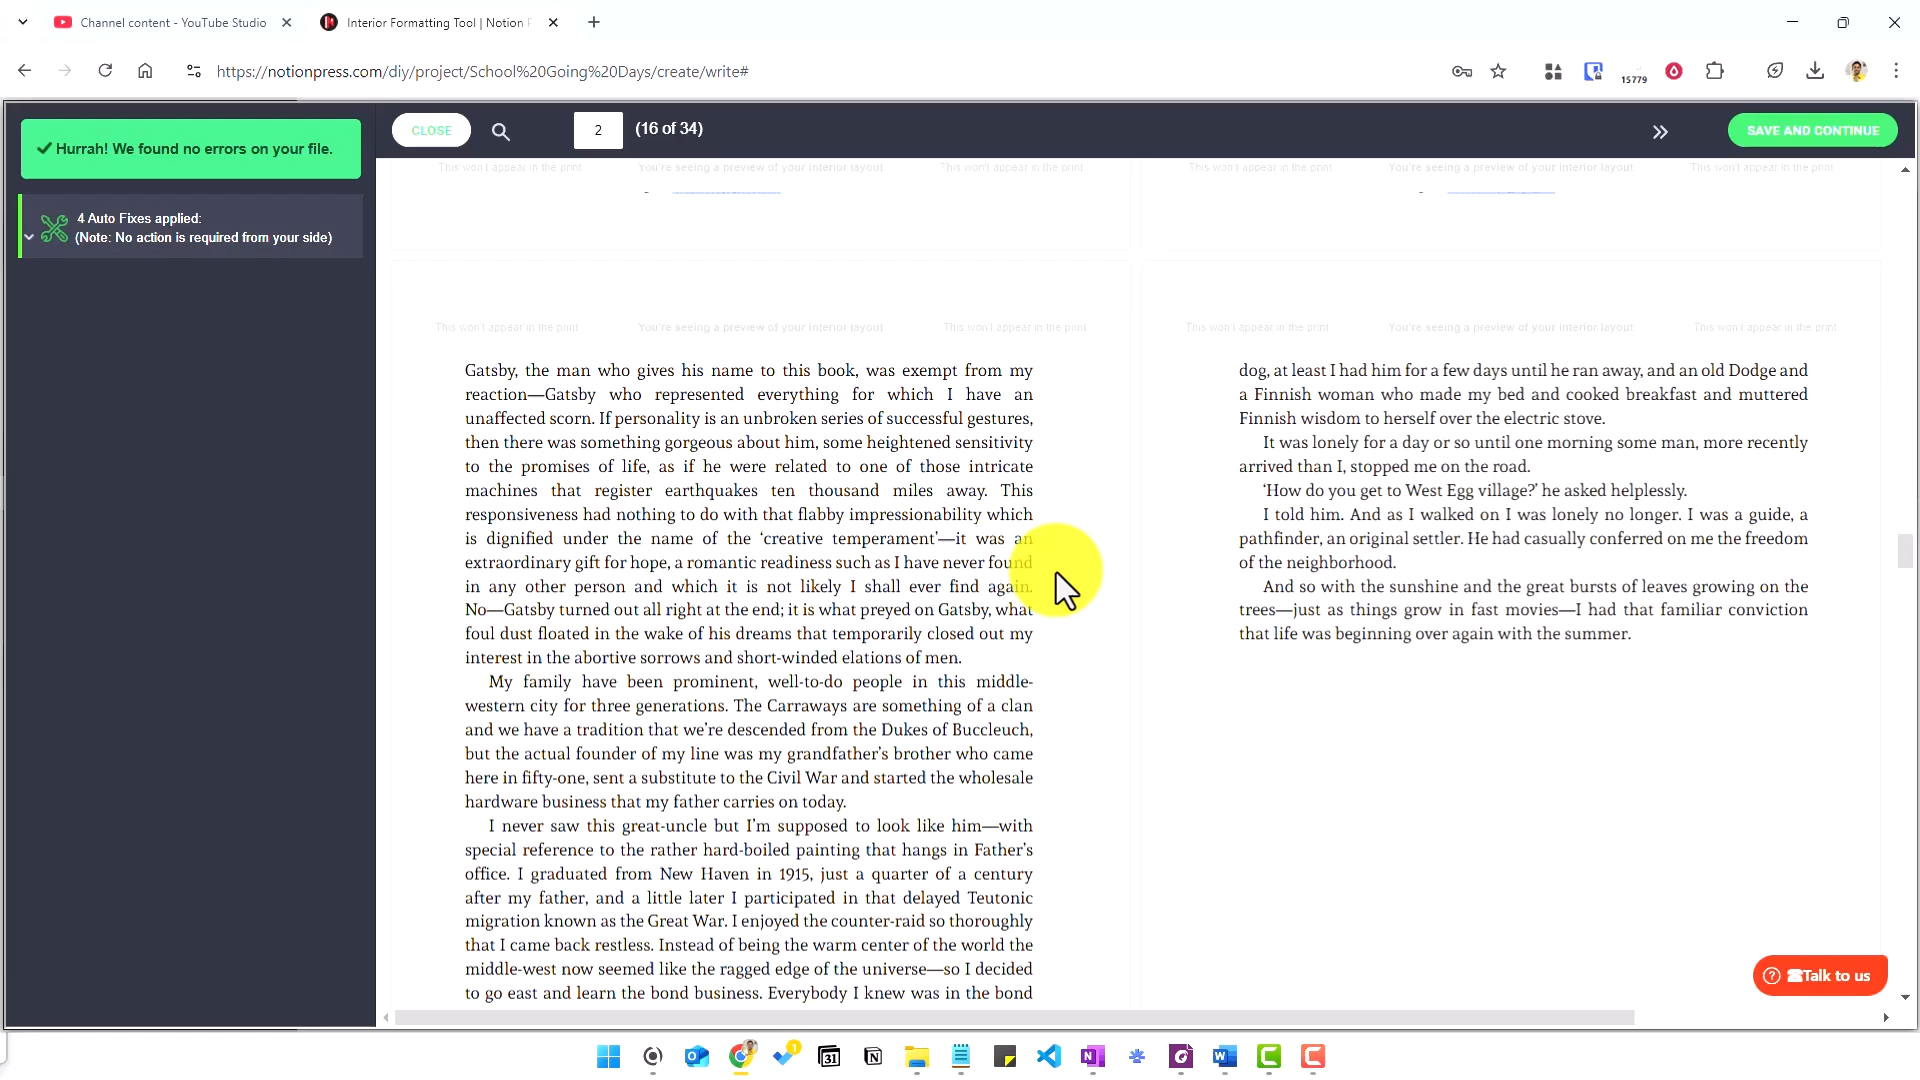 Channel content - YouTube Studio
Interior Formatting Tool | Notion
https://notionpress.com/diy/project/School%20Going%20Days/create/write#
15779
Hurrah! We found no errors on your file.
4 Auto Fixes applied:
(Note: No action is required from your side)
CLOSE
2
(16 of 34)
SAVE AND CONTINUE
This won't appear in the print
You're seeing a preview of your interior layout
This won't appear in the print
This won't appear in the print
You're seeing a preview of your interior layout
This won't appear in the print
This won't appear in the print
You're seeing a preview of your interior layout
This won't appear in the print
Gatsby, the man who gives his name to this book, was exempt from my
reaction—Gatsby who represented everything for which I have an
unaffected scorn. If personality is an unbroken series of successful gestures,
then there was something gorgeous about him, some heightened sensitivity
to the promises of life, as if he were related to one of those intricate
machines that register earthquakes ten thousand miles away. This
responsiveness had nothing to do with that flabby impressionability which
is dignified under the name of the ‘creative temperament’—it was an
extraordinary gift for hope, a romantic readiness such as I have never found
in any other person and which it is not likely I shall ever find again.
No—Gatsby turned out all right at the end; it is what preyed on Gatsby, what
foul dust floated in the wake of his dreams that temporarily closed out my
interest in the abortive sorrows and short-winded elations of men.
My family have been prominent, well-to-do people in this middle-
western city for three generations. The Carraways are something of a clan
and we have a tradition that we’re descended from the Dukes of Buccleuch,
but the actual founder of my line was my grandfather’s brother who came
here in fifty-one, sent a substitute to the Civil War and started the wholesale
hardware business that my father carries on today.
I never saw this great-uncle but I’m supposed to look like him—with
special reference to the rather hard-boiled painting that hangs in Father’s
office. I graduated from New Haven in 1915, just a quarter of a century
after my father, and a little later I participated in that delayed Teutonic
migration known as the Great War. I enjoyed the counter-raid so thoroughly
that I came back restless. Instead of being the warm center of the world the
middle-west now seemed like the ragged edge of the universe—so I decided
to go east and learn the bond business. Everybody I knew was in the bond
This won't appear in the print
You're seeing a preview of your interior layout
This won't appear in the print
dog, at least I had him for a few days until he ran away, and an old Dodge and
a Finnish woman who made my bed and cooked breakfast and muttered
Finnish wisdom to herself over the electric stove.
It was lonely for a day or so until one morning some man, more recently
arrived than I, stopped me on the road.
‘How do you get to West Egg village?’ he asked helplessly.
I told him. And as I walked on I was lonely no longer. I was a guide, a
pathfinder, an original settler. He had casually conferred on me the freedom
of the neighborhood.
And so with the sunshine and the great bursts of leaves growing on the
trees—just as things grow in fast movies—I had that familiar conviction
that life was beginning over again with the summer.
Talk to us
1
31